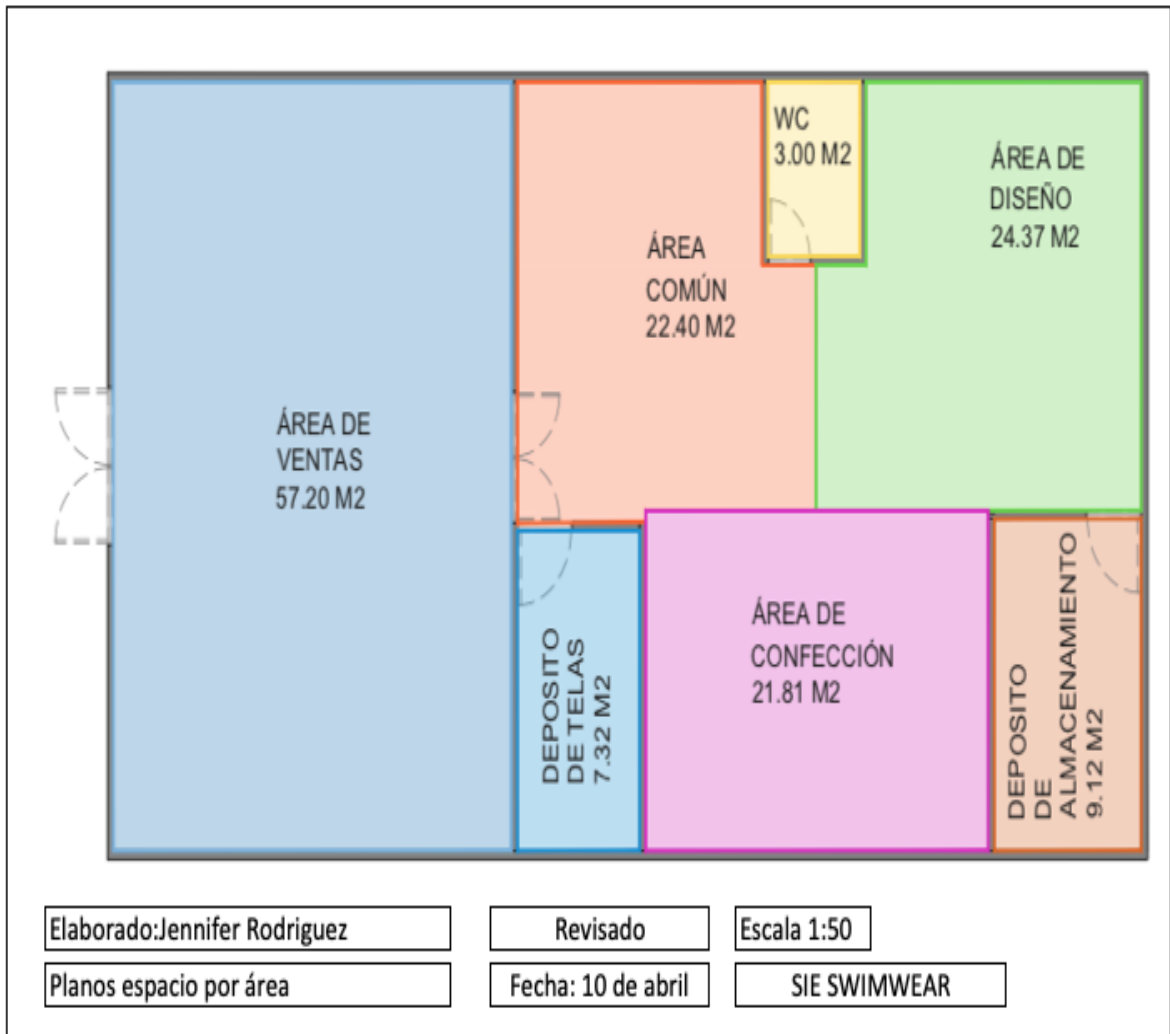 WC
3.00 M2
ÁREA DE
DISEÑO
24.37 M2
ÁREA
COMÚN
22.40 M2
ÁREA DE
VENTAS
57.20 M2
DEPOSITO
DE TELAS
7.32 M2
ÁREA DE
CONFECCIÓN
21.81 M2
DEPOSITO
DE
ALMACENAMIENTO
9.12 M2
Elaborado:Jennifer Rodriguez
Revisado
Escala 1:50
Planos espacio por área
Fecha: 10 de abril
SIE SWIMWEAR